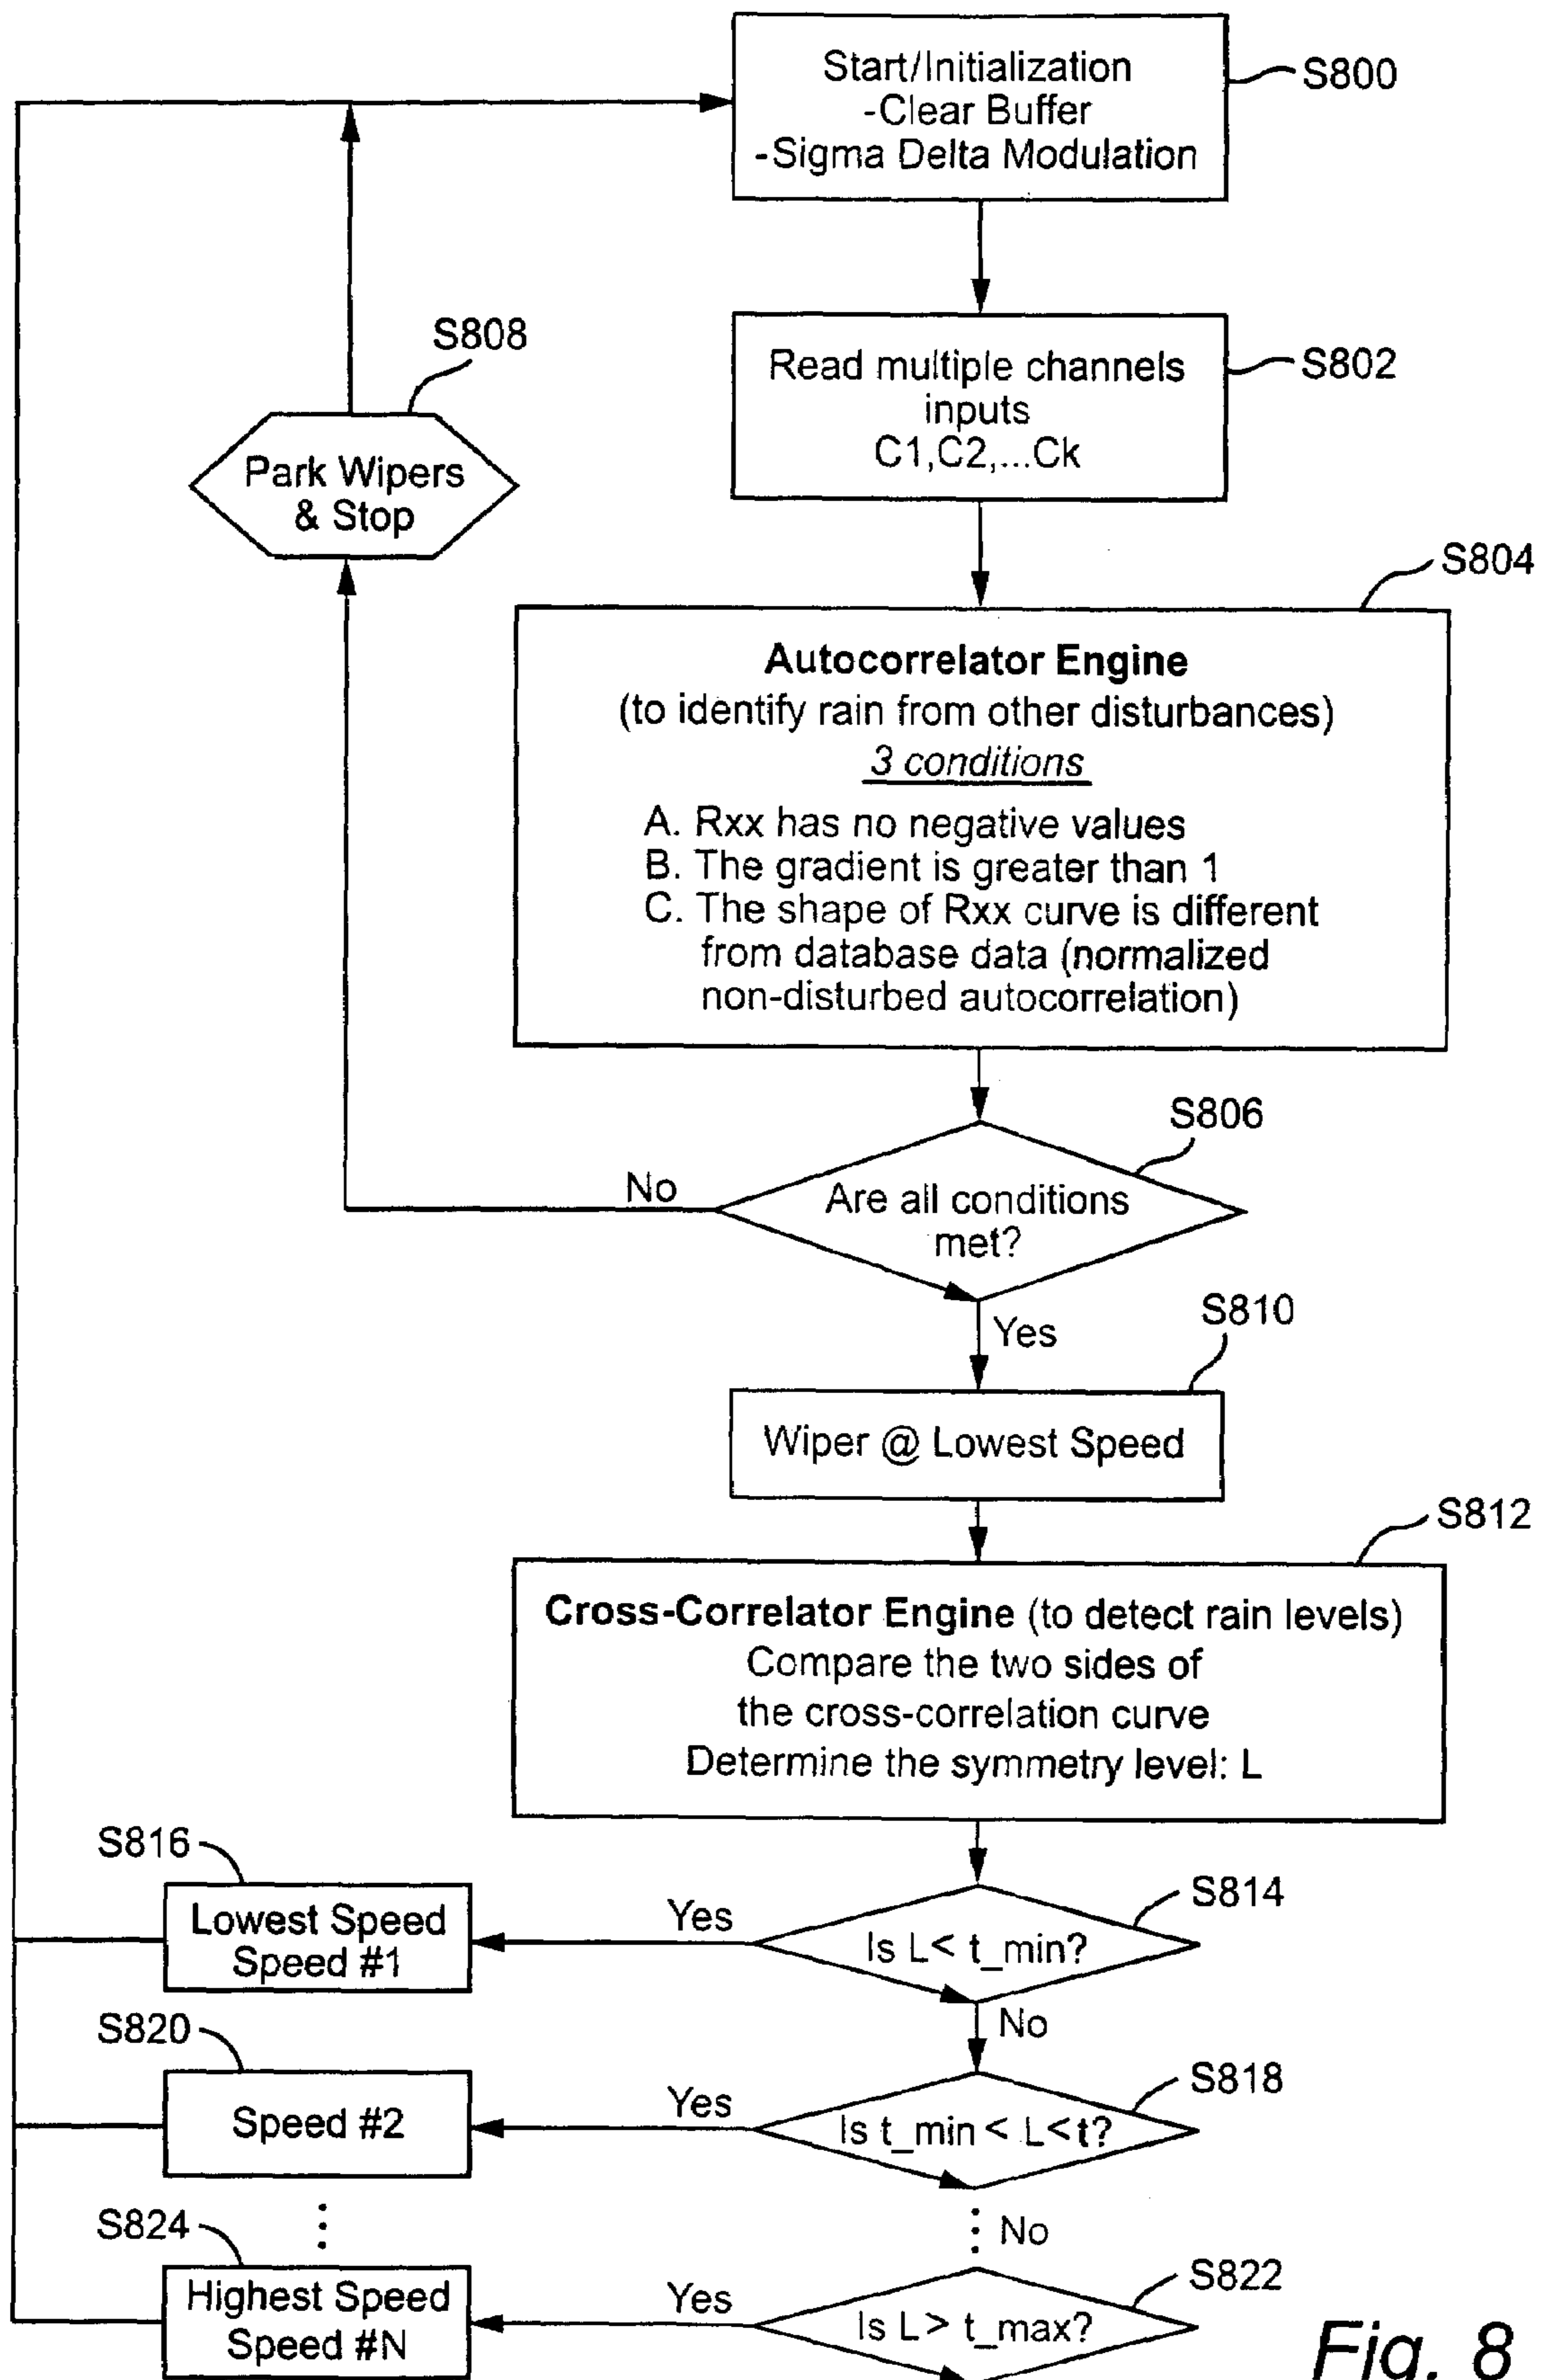 Start/Initialization
-Clear Buffer
-Sigma Delta Modulation
S800
Read multiple channels
inputs
C1,C2,...Ck
S802
S808
Park Wipers
& Stop
S804
Autocorrelator Engine
(to identify rain from other disturbances)
3 conditions
A. Rxx has no negative values
B. The gradient is greater than 1
C. The shape of Rxx curve is different
from database data (normalized
non-disturbed autocorrelation)
S806
No
Are all conditions
met?
Yes
S810
Wiper @ Lowest Speed
S812
Cross-Correlator Engine (to detect rain levels)
Compare the two sides of
the cross-correlation curve
Determine the symmetry level: L
S816
Lowest Speed
Speed #1
Yes
S814
Is L< t_min?
No
S820
Speed #2
Yes
S818
Is t_min < L<t?
No
S824
Highest Speed
Speed #N
Yes
S822
Is L> t_max?
Fig. 8